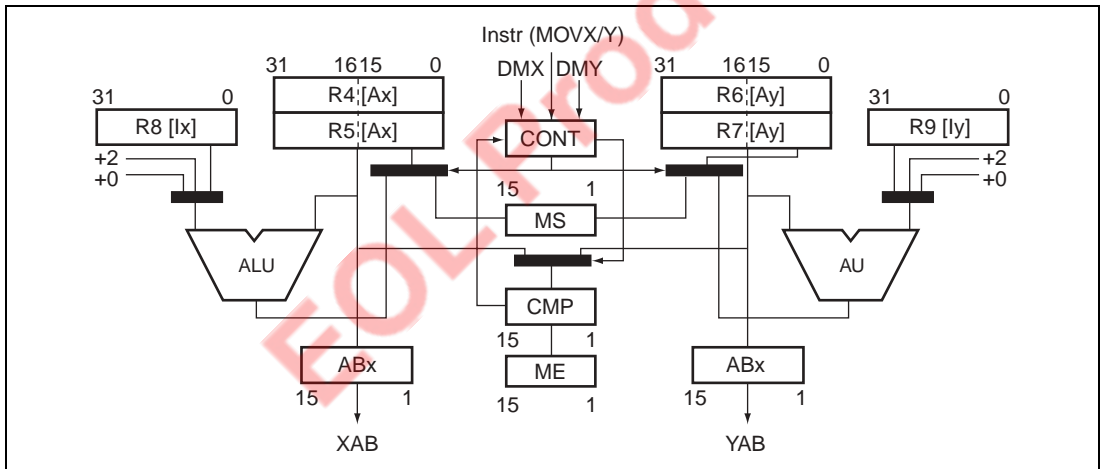 Instr (MOVX/Y)
DMX DMY
31 1615 0
R4 [Ax]
R5 [Ax]
31 1615 0
R6 [Ay]
R7 [Ay]
31 0
R8 [Ix]
+2
+0
CONT
31 0
R9 [Iy]
+2
+0
15 1
MS
ALU
AU
CMP
15 1
ME
15 1
ABx
15 1
XAB
ABx
15 1
YAB
EOL Prod